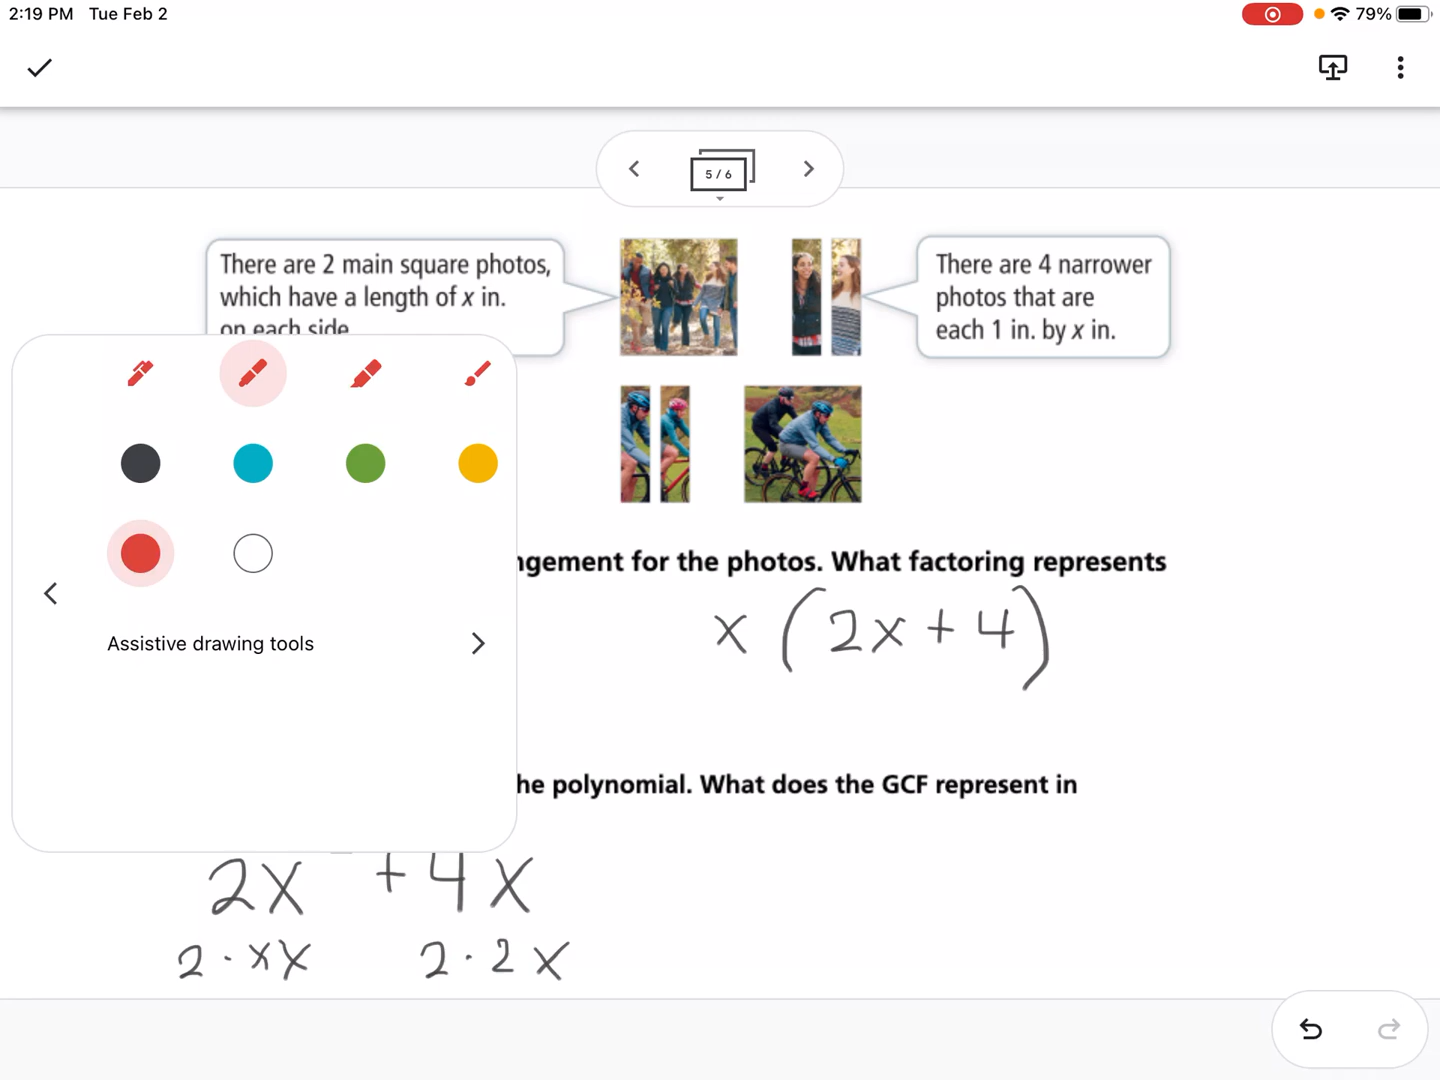 2:19 PM Tue Feb 2
79%
5 / 6
There are 2 main square photos,
which have a length of x in.
on each side
There are 4 narrower
photos that are
each 1 in. by x in.
Assistive drawing tools
ngement for the photos. What factoring represents
x (2x + 4)
he polynomial. What does the GCF represent in
2x + 4x
2 · xx 2 · 2 x